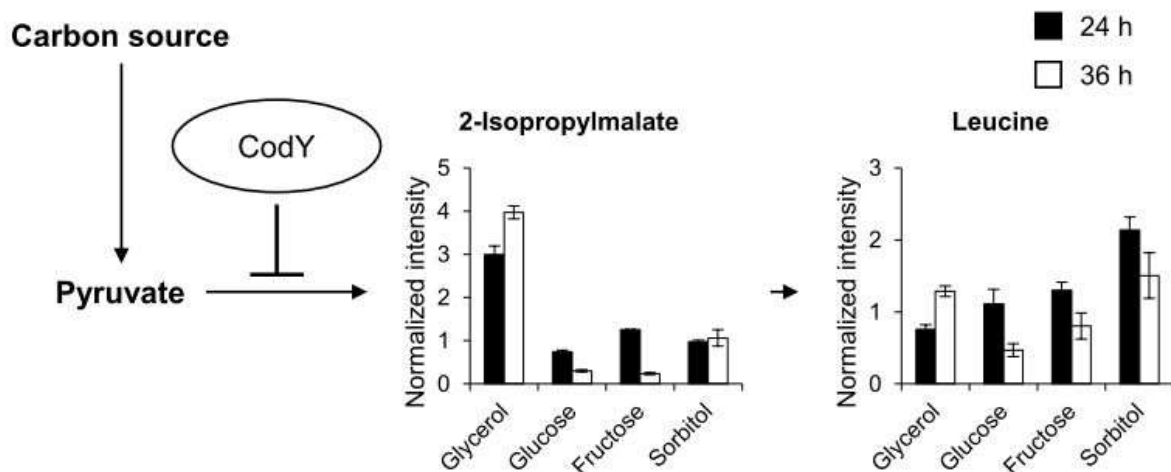 Carbon source
24 h
36 h
CodY
Pyruvate
2-Isopropylmalate
Normalized intensity
5
4
3
2
1
0
Glycerol
Glucose
Fructose
Sorbitol
Leucine
Normalized intensity
3
2
1
0
Glycerol
Glucose
Fructose
Sorbitol